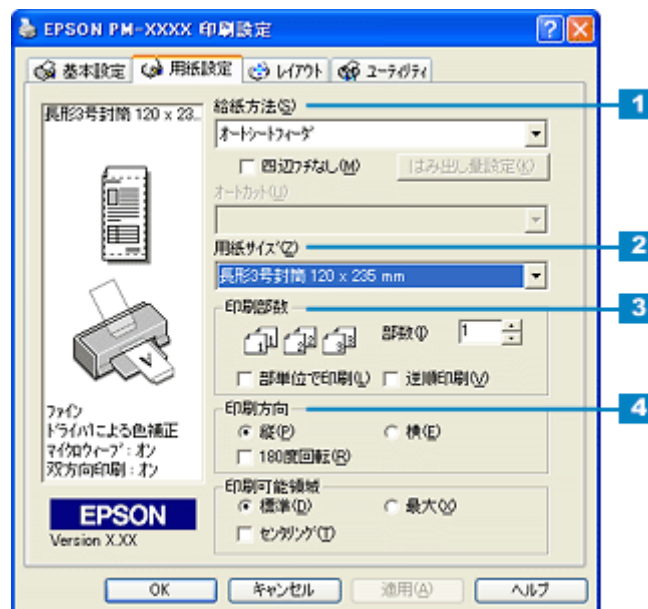 EPSON PM-XXXX 印刷設定
基本設定 用紙設定 レイアウト ユーティリティ
長形3号封筒 120 x 23..
給紙方法(S)
1
オートシートフィーダ
四辺フチなし(M) はみ出し量設定(K)
オートカット(U)
用紙サイズ(Z)
2
長形3号封筒 120 x 235 mm
印刷部数
3
部数(I) 1
部単位で印刷(L) 逆順印刷(V)
印刷方向
4
縦(P) 横(E)
180度回転(R)
ファイン
ドライバによる色補正
マイクロウィーブ：オン
双方向印刷：オン
印刷可能領域
標準(D) 最大(X)
センタリング(T)
EPSON
Version X.XX
OK キャンセル 適用(A) ヘルプ